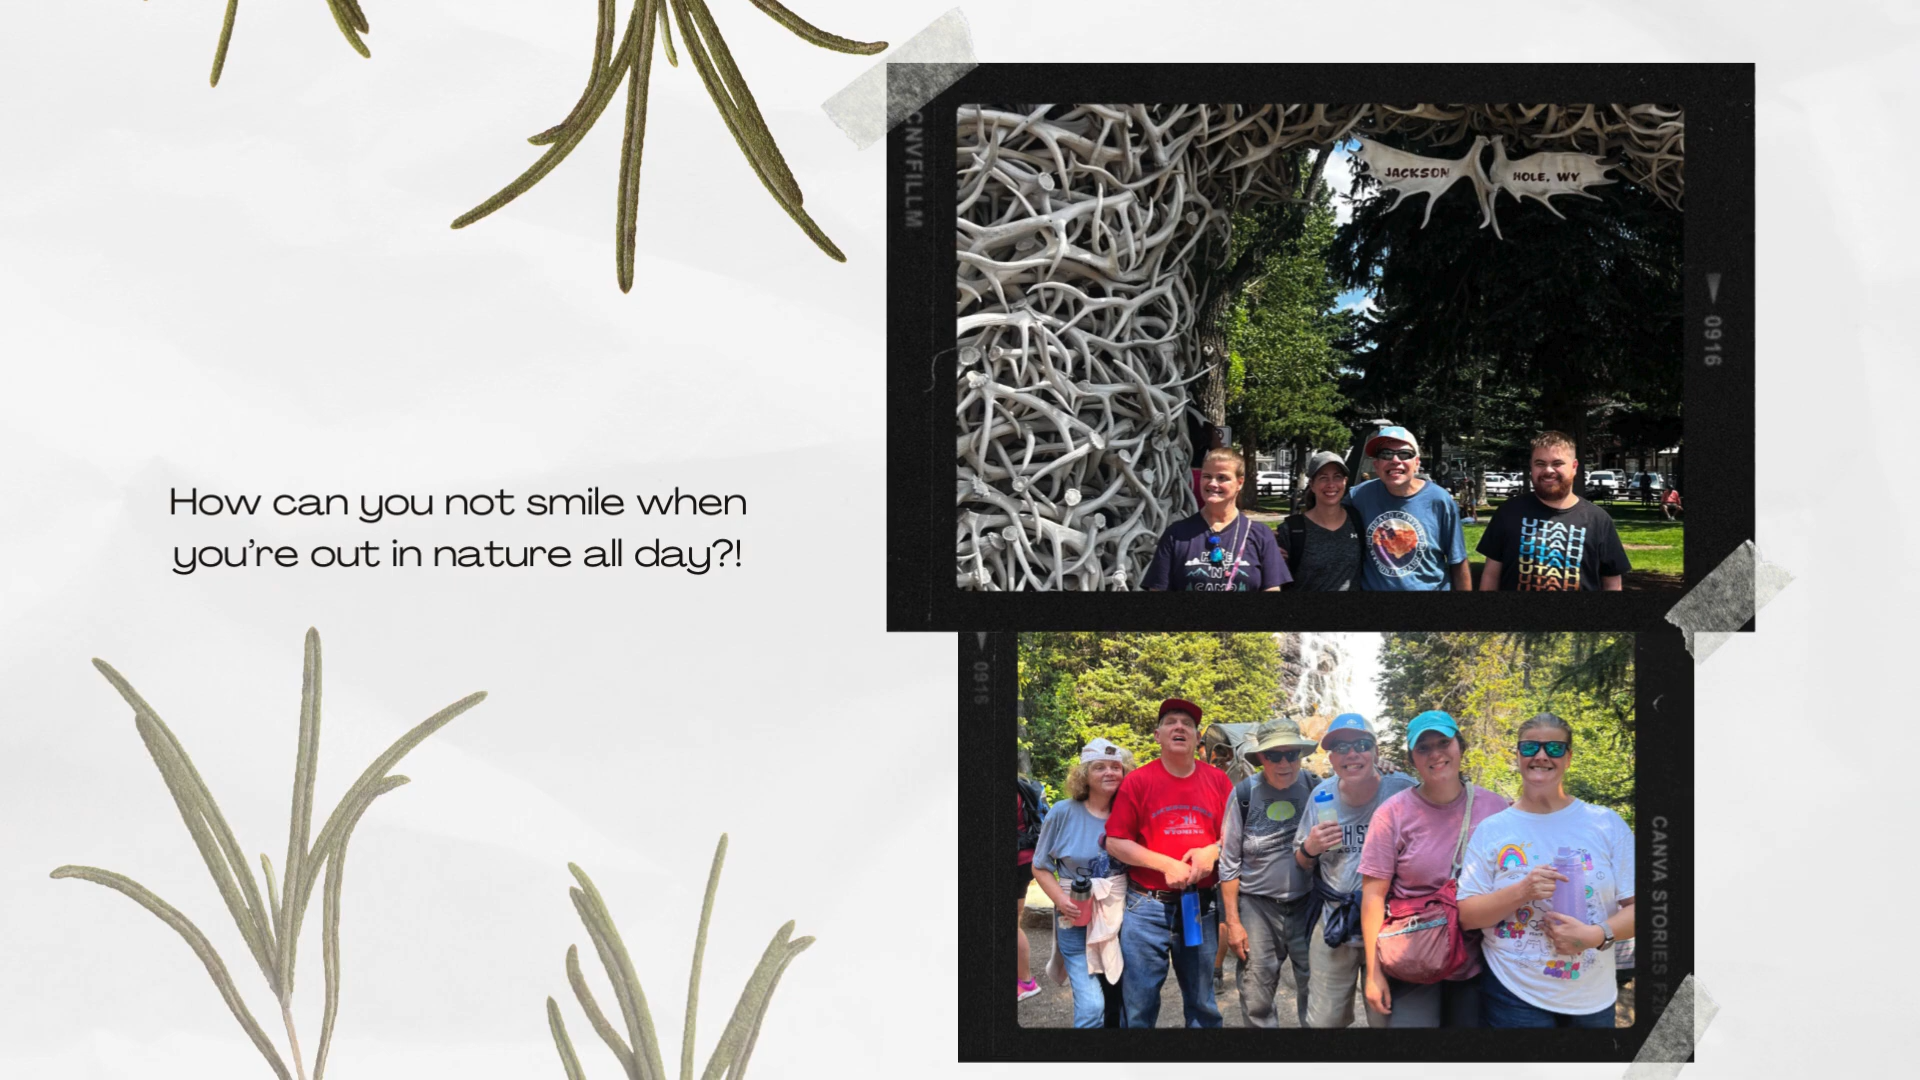 How can you not smile when
you’re out in nature all day?!
CNVFILLM
JACKSON HOLE, WY
0916
UTAH
UTAH
UTAH
UTAH
UTAH
UTAH
0916
CANVA STORIES